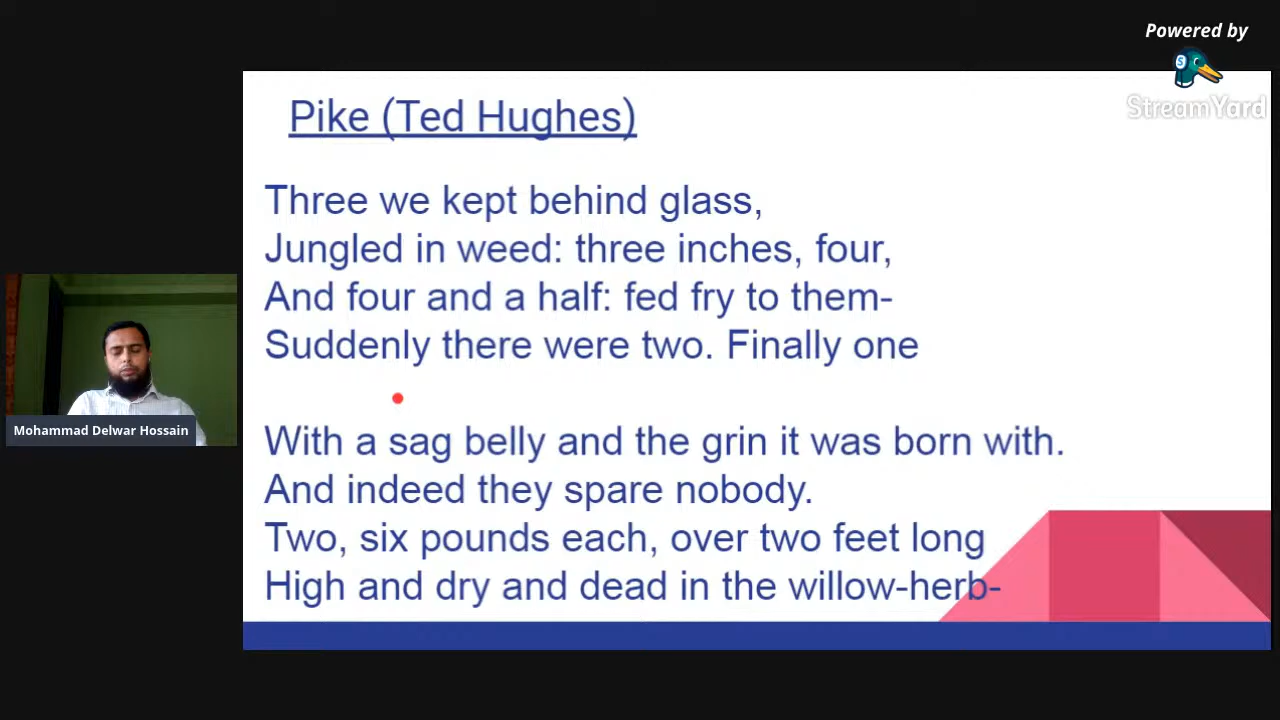 Powered by
StreamYard
Pike (Ted Hughes)
Three we kept behind glass,
Jungled in weed: three inches, four,
And four and a half: fed fry to them-
Suddenly there were two. Finally one
With a sag belly and the grin it was born with.
And indeed they spare nobody.
Two, six pounds each, over two feet long
High and dry and dead in the willow-herb-
Mohammad Delwar Hossain